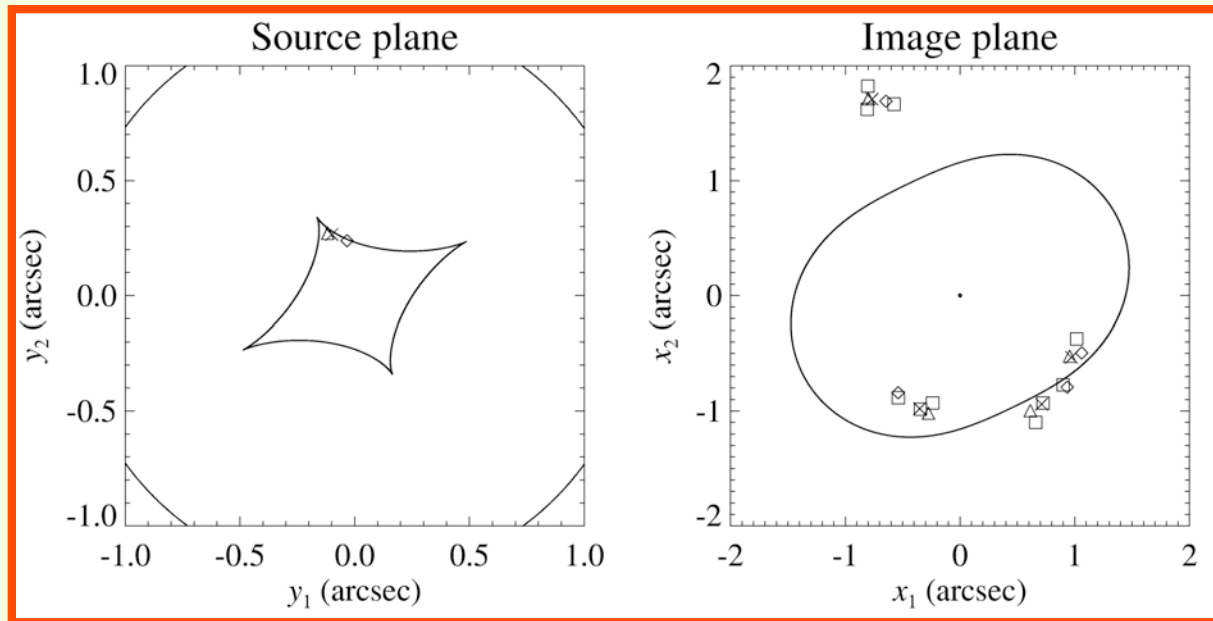 Source plane
1.0
0.5
0.0
-0.5
-1.0
-1.0 -0.5 0.0 0.5 1.0
y₂ (arcsec)
y₁ (arcsec)
Image plane
2
1
0
-1
-2
-2 -1 0 1 2
x₂ (arcsec)
x₁ (arcsec)